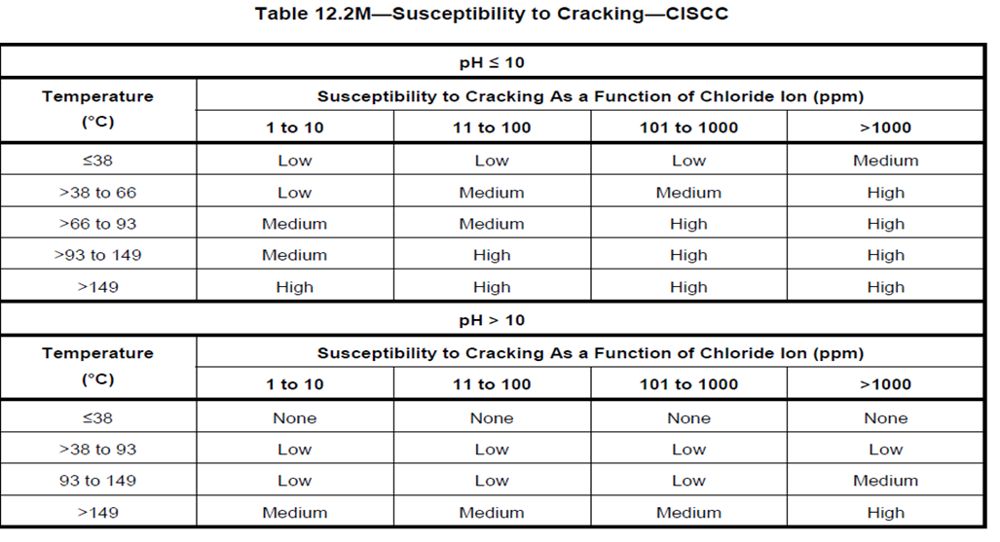 Table 12.2M—Susceptibility to Cracking—CISCC
pH ≤ 10
Temperature (°C) Susceptibility to Cracking As a Function of Chloride Ion (ppm)
1 to 10 11 to 100 101 to 1000 >1000
≤38 Low Low Low Medium
>38 to 66 Low Medium Medium High
>66 to 93 Medium Medium High High
>93 to 149 Medium High High High
>149 High High High High
pH > 10
Temperature (°C) Susceptibility to Cracking As a Function of Chloride Ion (ppm)
1 to 10 11 to 100 101 to 1000 >1000
≤38 None None None None
>38 to 93 Low Low Low Low
93 to 149 Low Low Low Medium
>149 Medium Medium Medium High